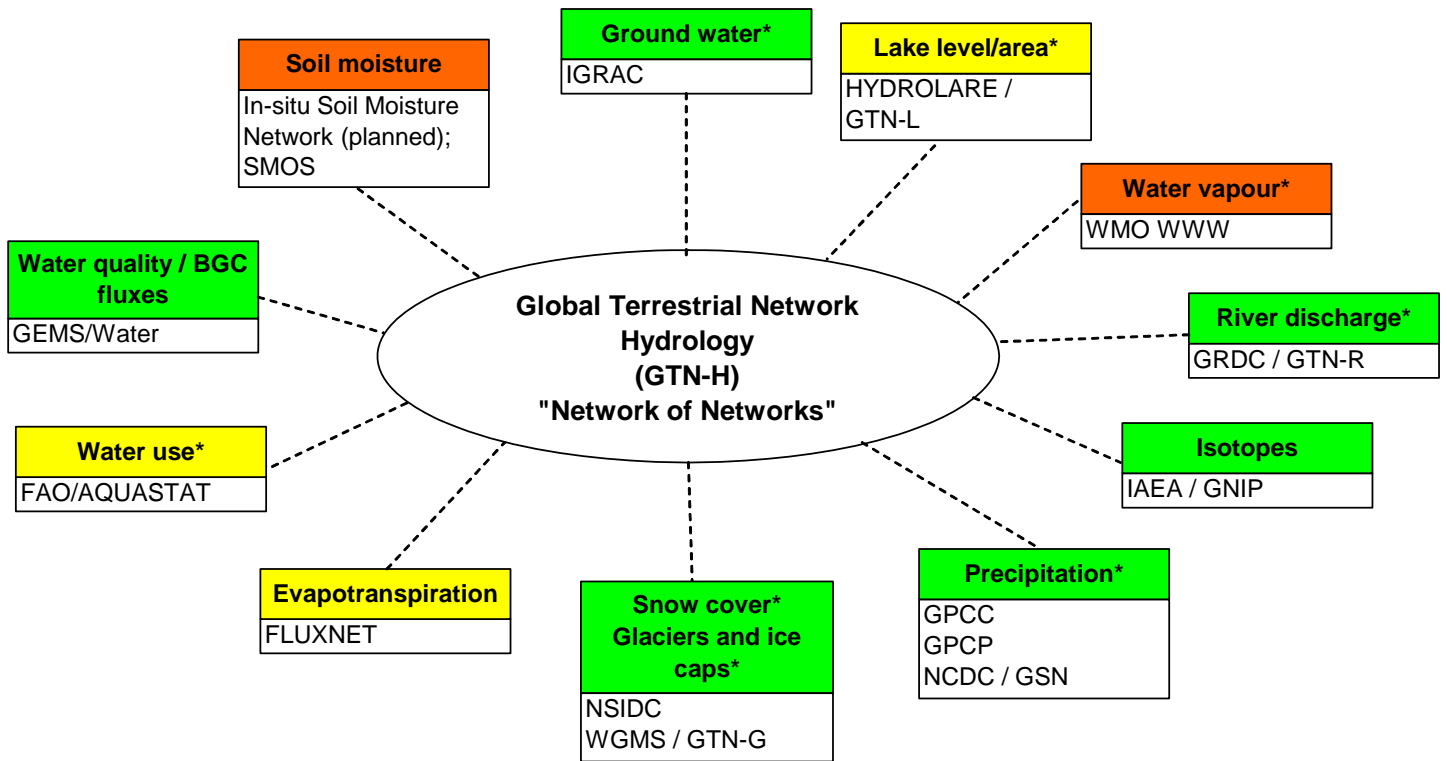 Ground water*
IGRAC
Lake level/area*
HYDROLARE /
GTN-L
Soil moisture
In-situ Soil Moisture
Network (planned);
SMOS
Water vapour*
WMO WWW
Water quality / BGC
fluxes
GEMS/Water
Global Terrestrial Network
Hydrology
(GTN-H)
"Network of Networks"
River discharge*
GRDC / GTN-R
Water use*
FAO/AQUASTAT
Isotopes
IAEA / GNIP
Evapotranspiration
FLUXNET
Snow cover*
Glaciers and ice
caps*
NSIDC
WGMS / GTN-G
Precipitation*
GPCC
GPCP
NCDC / GSN